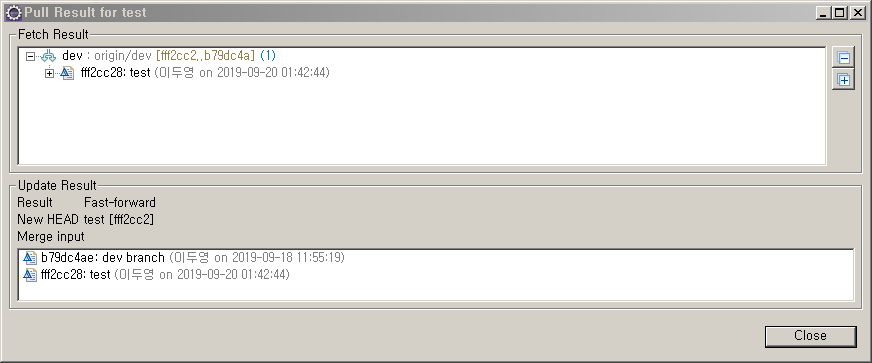 Pull Result for test
Fetch Result
dev : origin/dev [fff2cc2..b79dc4a] (1)
fff2cc28: test (이두영 on 2019-09-20 01:42:44)
Update Result
Result Fast-forward
New HEAD test [fff2cc2]
Merge input
b79dc4ae: dev branch (이두영 on 2019-09-18 11:55:19)
fff2cc28: test (이두영 on 2019-09-20 01:42:44)
Close